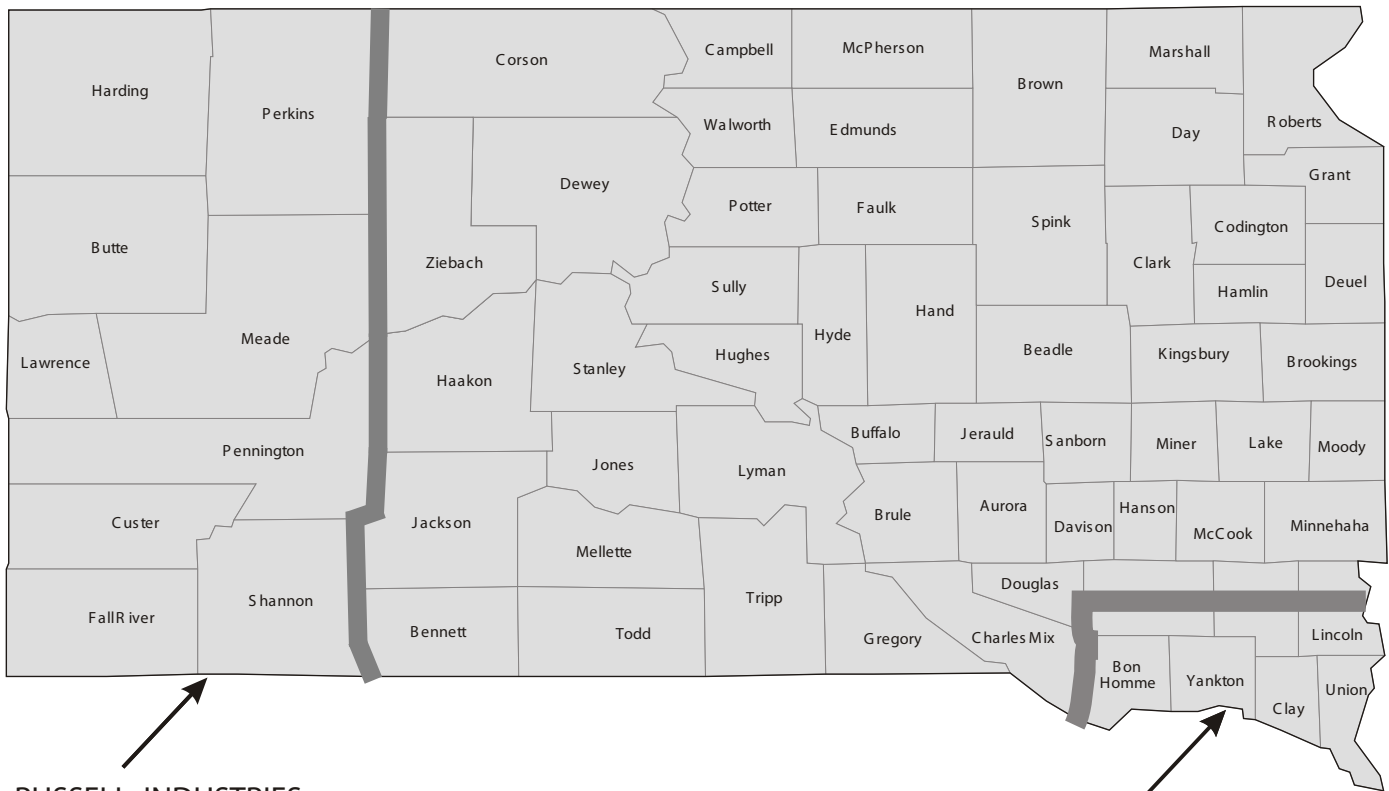 Corson
Campbell
McPherson
Marshall
Harding
Brown
Perkins
Walworth
Edmunds
Roberts
Day
Grant
Dewey
Potter
Faulk
Spink
Codington
Butte
Ziebach
Clark
Sully
Deuel
Hamlin
Hand
Meade
Hyde
Lawrence
Hughes
Beadle
Kingsbury
Brookings
Stanley
Haakon
Buffalo
Jerauld
Sanborn
Miner
Lake
Moody
Pennington
Jones
Lyman
Custer
Jackson
Brule
Aurora
Davison
Hanson
McCook
Minnehaha
Mellette
Douglas
Shannon
Tripp
FallRiver
Bennett
Todd
Gregory
Charles Mix
Lincoln
Bon
Homme
Yankton
Union
Clay
RUSSELL INDUSTRIES